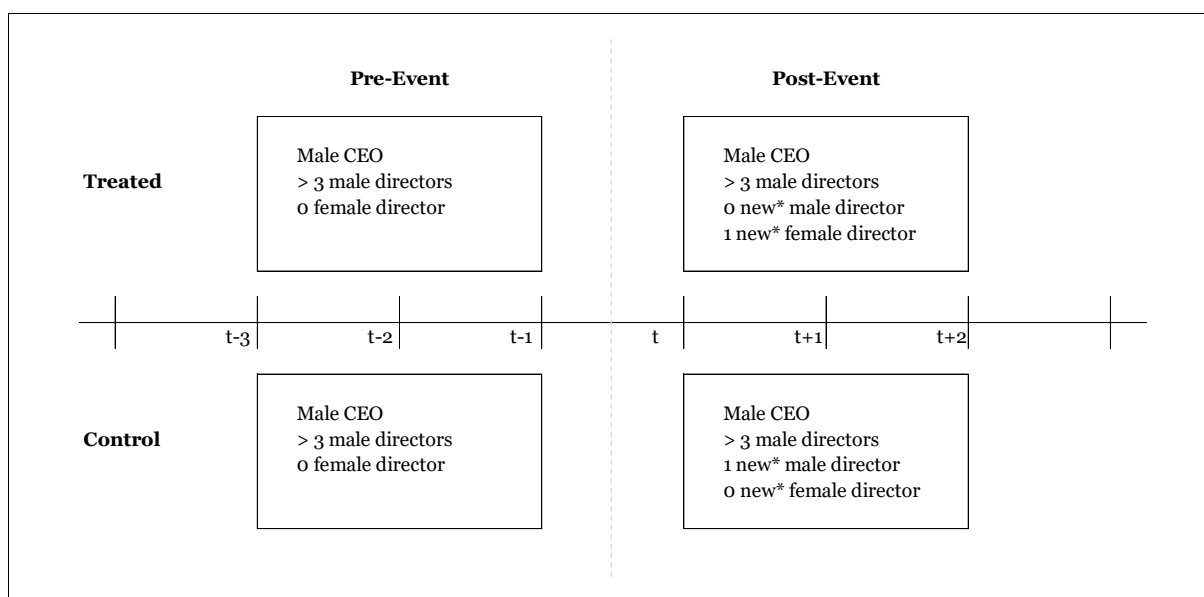 Pre-Event
Post-Event
Treated
Male CEO
> 3 male directors
0 female director
Male CEO
> 3 male directors
0 new* male director
1 new* female director
t-3
t-2
t-1
t
t+1
t+2
Control
Male CEO
> 3 male directors
0 female director
Male CEO
> 3 male directors
1 new* male director
0 new* female director